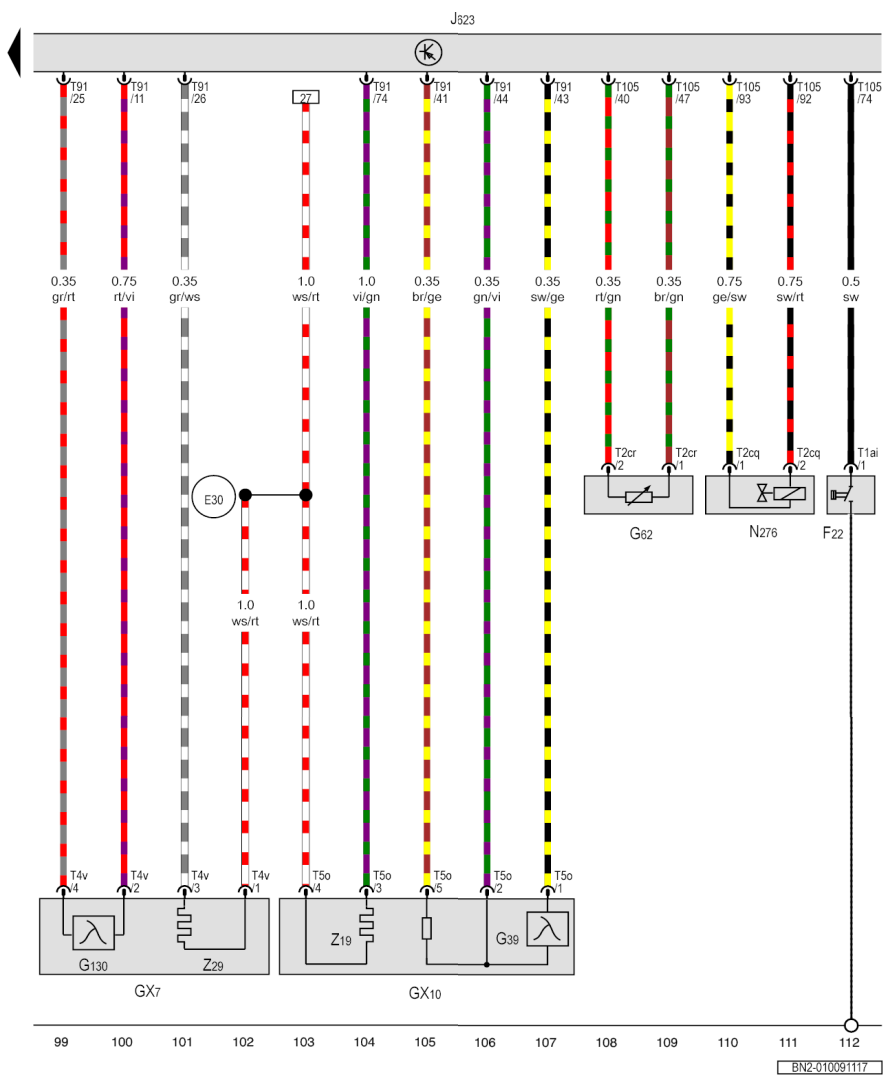 J623
T91 T91 T91 T91 T91 T91 T91 T105 T105 T105 T105 T105
/25 /11 /26 27 /74 /41 /44 /43 /40 /47 /93 /92 /74
0.35 0.75 0.35 1.0 1.0 0.35 0.35 0.35 0.35 0.35 0.75 0.75 0.5
gr/rt rt/vi gr/ws ws/rt vi/gn br/ge gn/vi sw/ge rt/gn br/gn ge/sw sw/rt sw
T2cr T2cr T2cq T2cq T1ai
/2 /1 /1 /2 /1
E30
G62 N276 F22
1.0 1.0
ws/rt ws/rt
T4v T4v T4v T4v T5o T5o T5o T5o T5o
/4 /2 /3 /1 /4 /3 /5 /2 /1
Z19 G39
G130 Z29
GX7 GX10
99 100 101 102 103 104 105 106 107 108 109 110 111 112
BN2-010091117